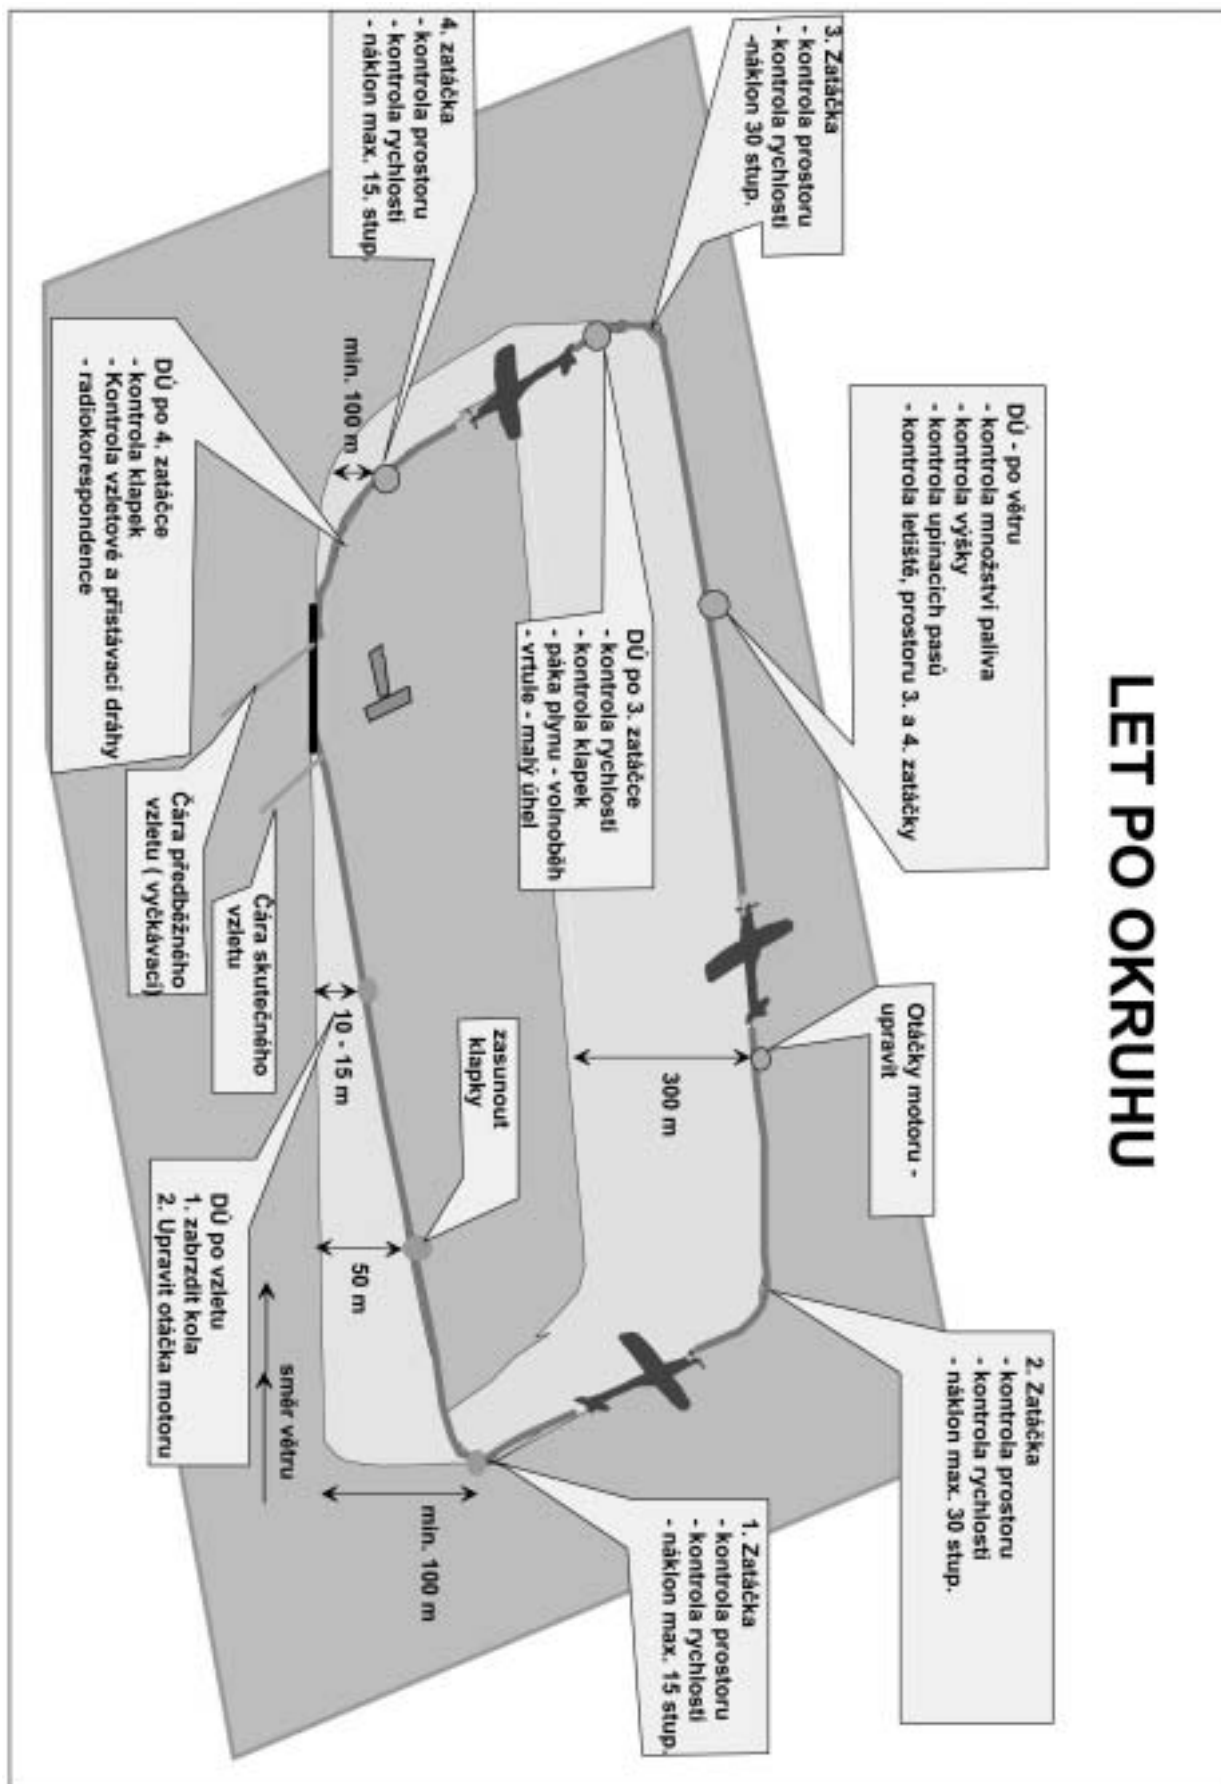 LET PO OKRUHU
3. Zatáčka
- kontrola prostoru
- kontrola rychlosti
-náklon 30 stup.
4. zatáčka
- kontrola prostoru
- kontrola rychlosti
- náklon max. 15. stup.
DÚ - po větru
- kontrola množství paliva
- kontrola výšky
- kontrola upínacích pasů
- kontrola letiště, prostoru 3. a 4. zatáčky
Otáčky motoru -
upravit
2. Zatáčka
- kontrola prostoru
- kontrola rychlosti
- náklon max. 30 stup.
DÚ po 3. zatáčce
- kontrola rychlosti
- kontrola klapek
- páka plynu - volnoběh
- vrtule - malý úhel
300 m
1. Zatáčka
- kontrola prostoru
- kontrola rychlosti
- náklon max. 15 stup.
min. 100 m
zasunout
klapky
10 - 15 m
50 m
min. 100 m
DÚ po 4. zatáčce
- kontrola klapek
- Kontrola vzletové a přistávací dráhy
- radiokorespondence
Čára předběžného
vzletu ( vyčkávací)
Čára skutečného
vzletu
DÚ po vzletu
1. zabrzdit kola
2. Upravit otáčka motoru
směr větru